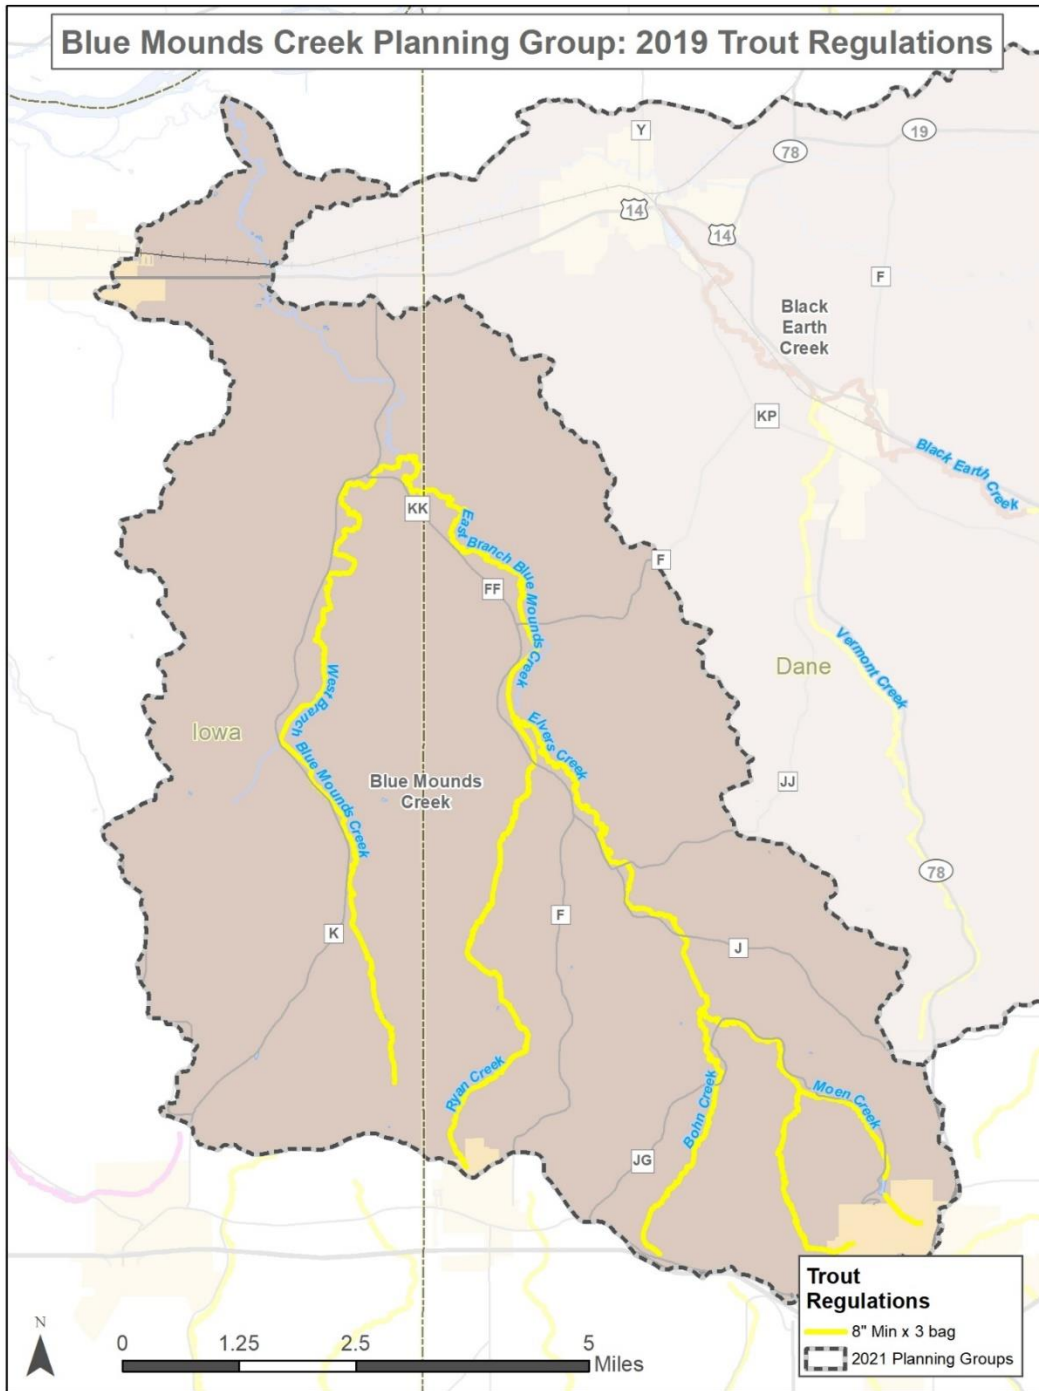 Blue Mounds Creek Planning Group: 2019 Trout Regulations
Y
19
78
14
14
F
Black
Earth
Creek
KP
Black Earth
Creek
KK
East Branch Blue Mounds Creek
F
FF
Vermont Creek
Dane
West Branch Blue Mounds Creek
Elvers Creek
Iowa
Blue Mounds
Creek
JJ
78
F
K
J
Ryan Creek
Bohn Creek
Moen Creek
JG
Trout
Regulations
8" Min x 3 bag
2021 Planning Groups
N
0 1.25 2.5 5
Miles